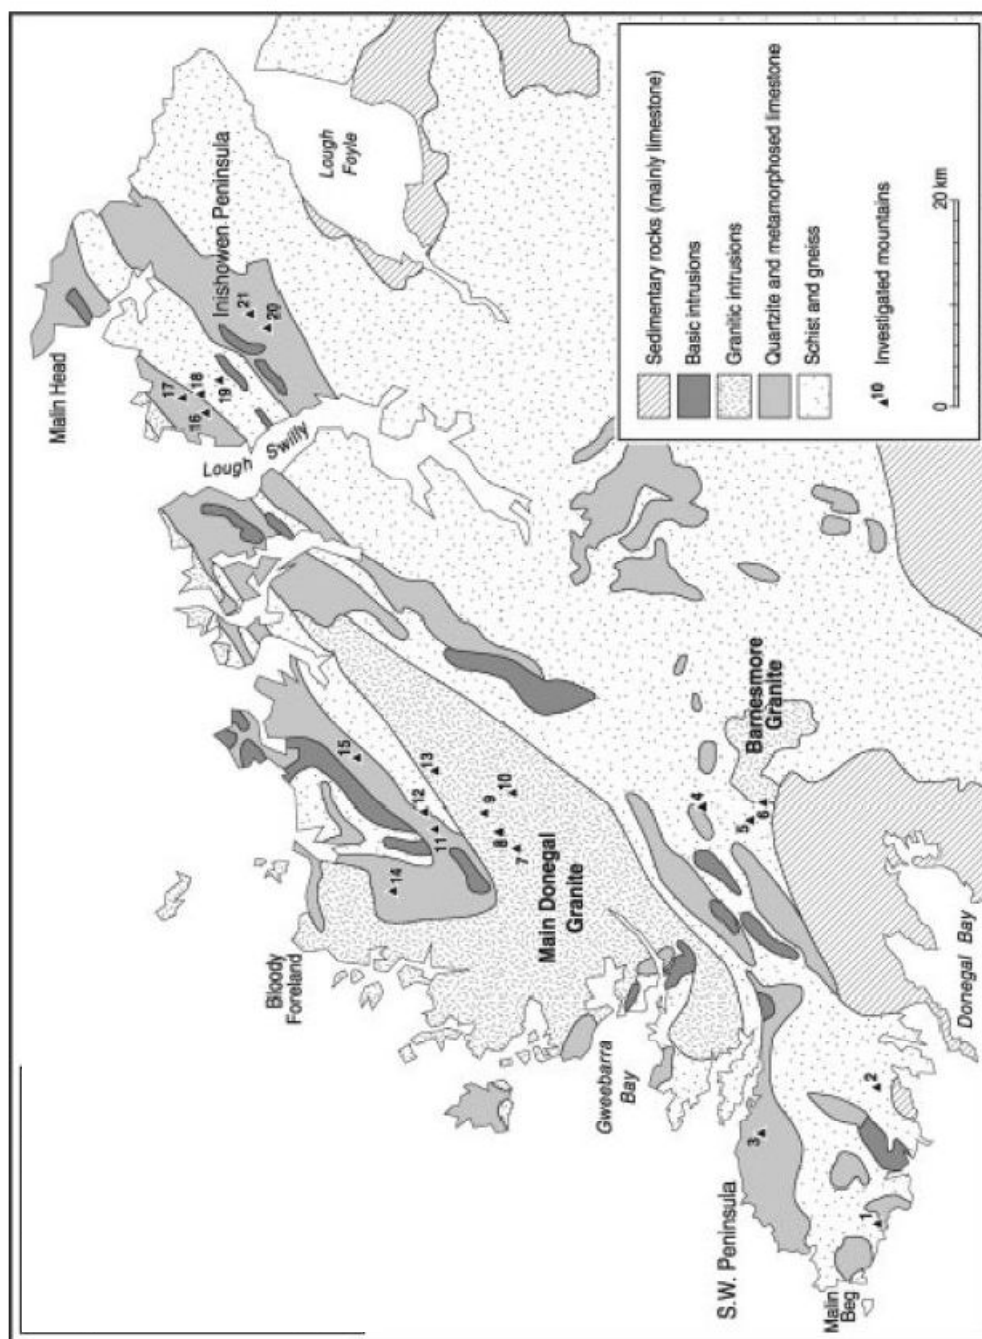 Malin Head
Inishowen Peninsula
Lough
Foyle
Lough Swilly
17
16
18
19
21
20
Bloody
Foreland
14
15
11
12
13
7
8
9
10
Main Donegal
Granite
Gweebarra
Bay
Barnesmore
Granite
4
5
6
S.W. Peninsula
3
Malin
Beg
1
2
Donegal Bay
Sedimentary rocks (mainly limestone)
Basic intrusions
Granitic intrusions
Quartzite and metamorphosed limestone
Schist and gneiss
10 Investigated mountains
0 20 km